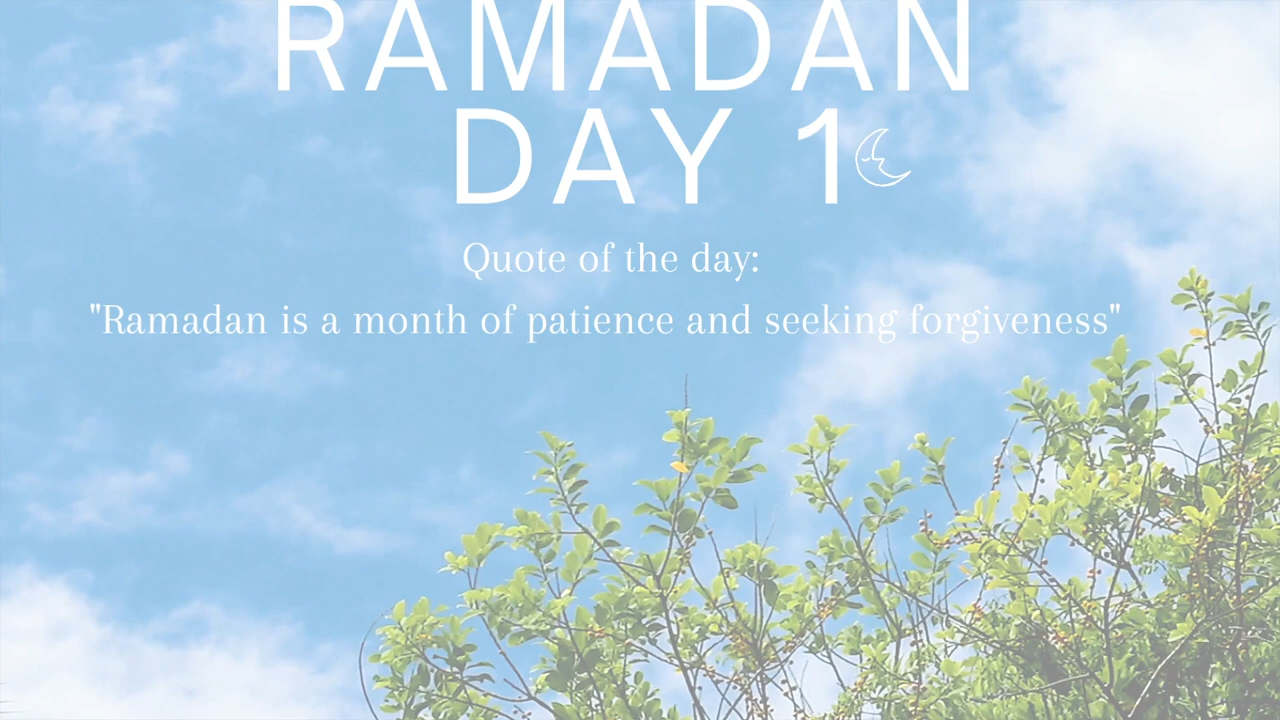 RAMADAN
DAY 1
Quote of the day:
"Ramadan is a month of patience and seeking forgiveness"